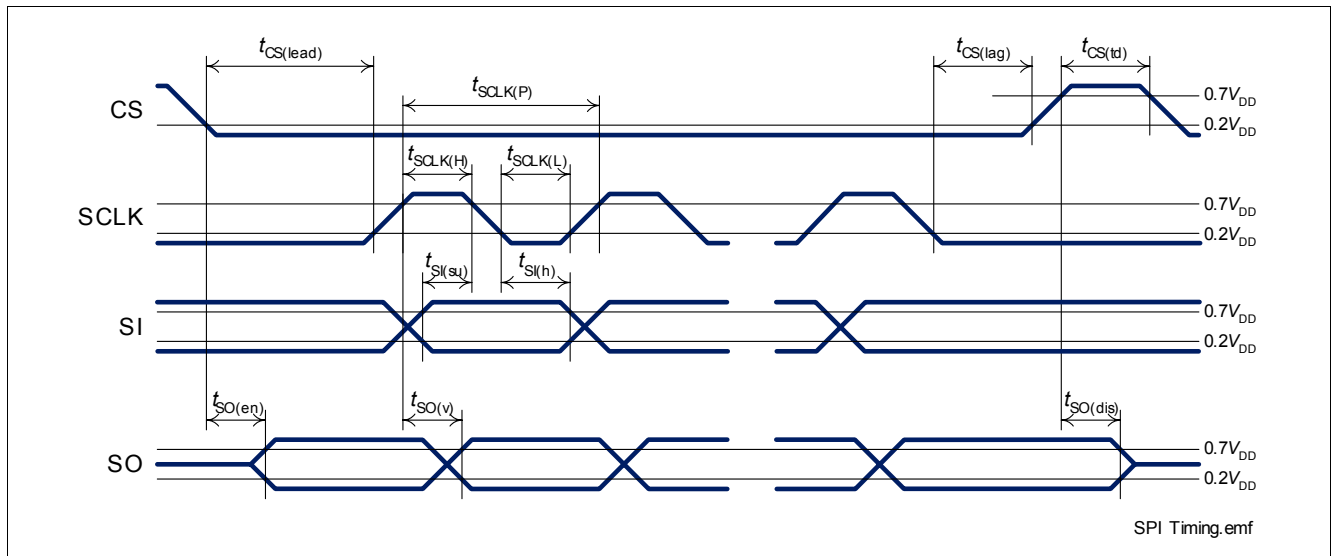 tCS(lead)
tCS(lag)
tCS(td)
tSCLK(P)
CS
0.7VDD
0.2VDD
tSCLK(H)
tSCLK(L)
SCLK
0.7VDD
0.2VDD
tSI(su)
tSI(h)
SI
0.7VDD
0.2VDD
tSO(en)
tSO(v)
tSO(dis)
SO
0.7VDD
0.2VDD
SPI Timing.emf